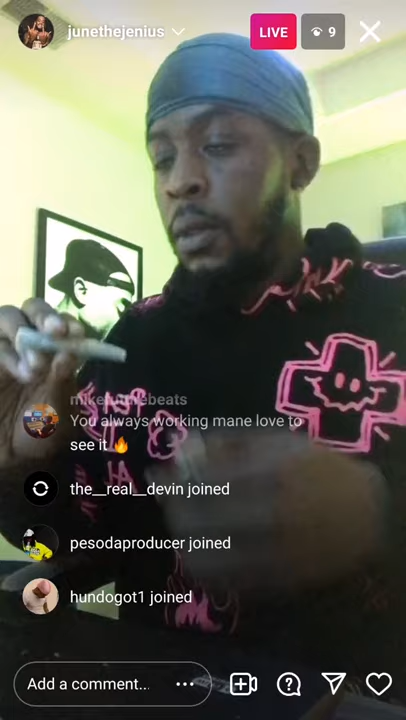 junethejenius
LIVE
9
mikefuturebeats
You always working mane love to
see it 🔥
the__real__devin joined
pesodaproducer joined
hundogot1 joined
Add a comment...